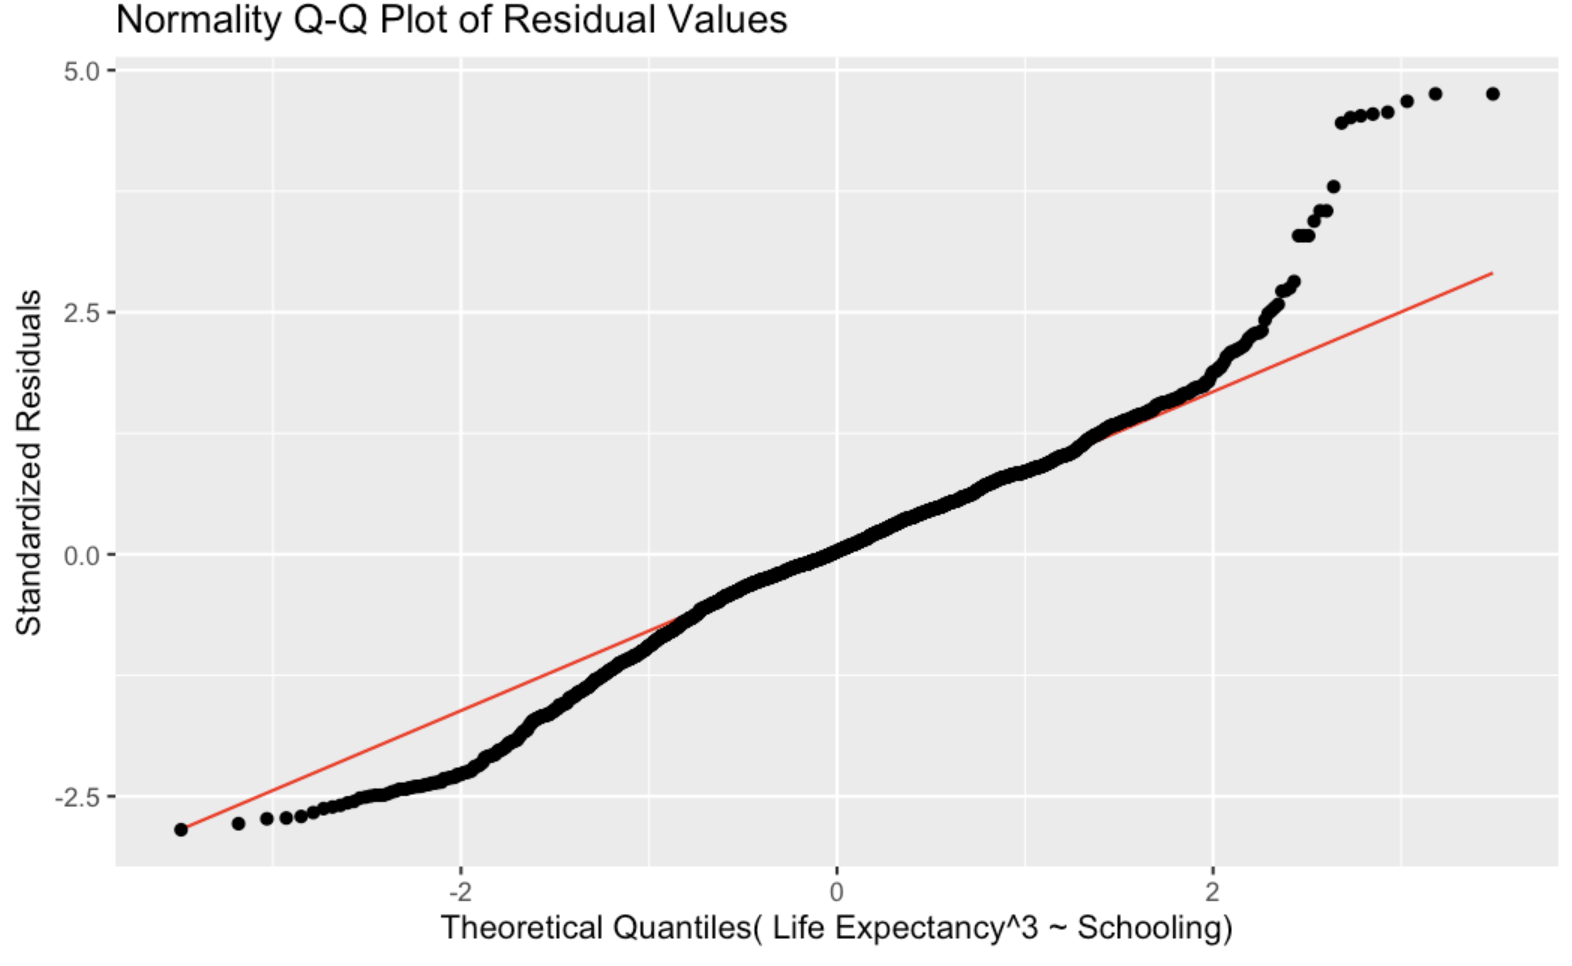 Normality Q-Q Plot of Residual Values
5.0
2.5
0.0
-2.5
Standardized Residuals
-2
0
2
Theoretical Quantiles( Life Expectancy^3 ~ Schooling)